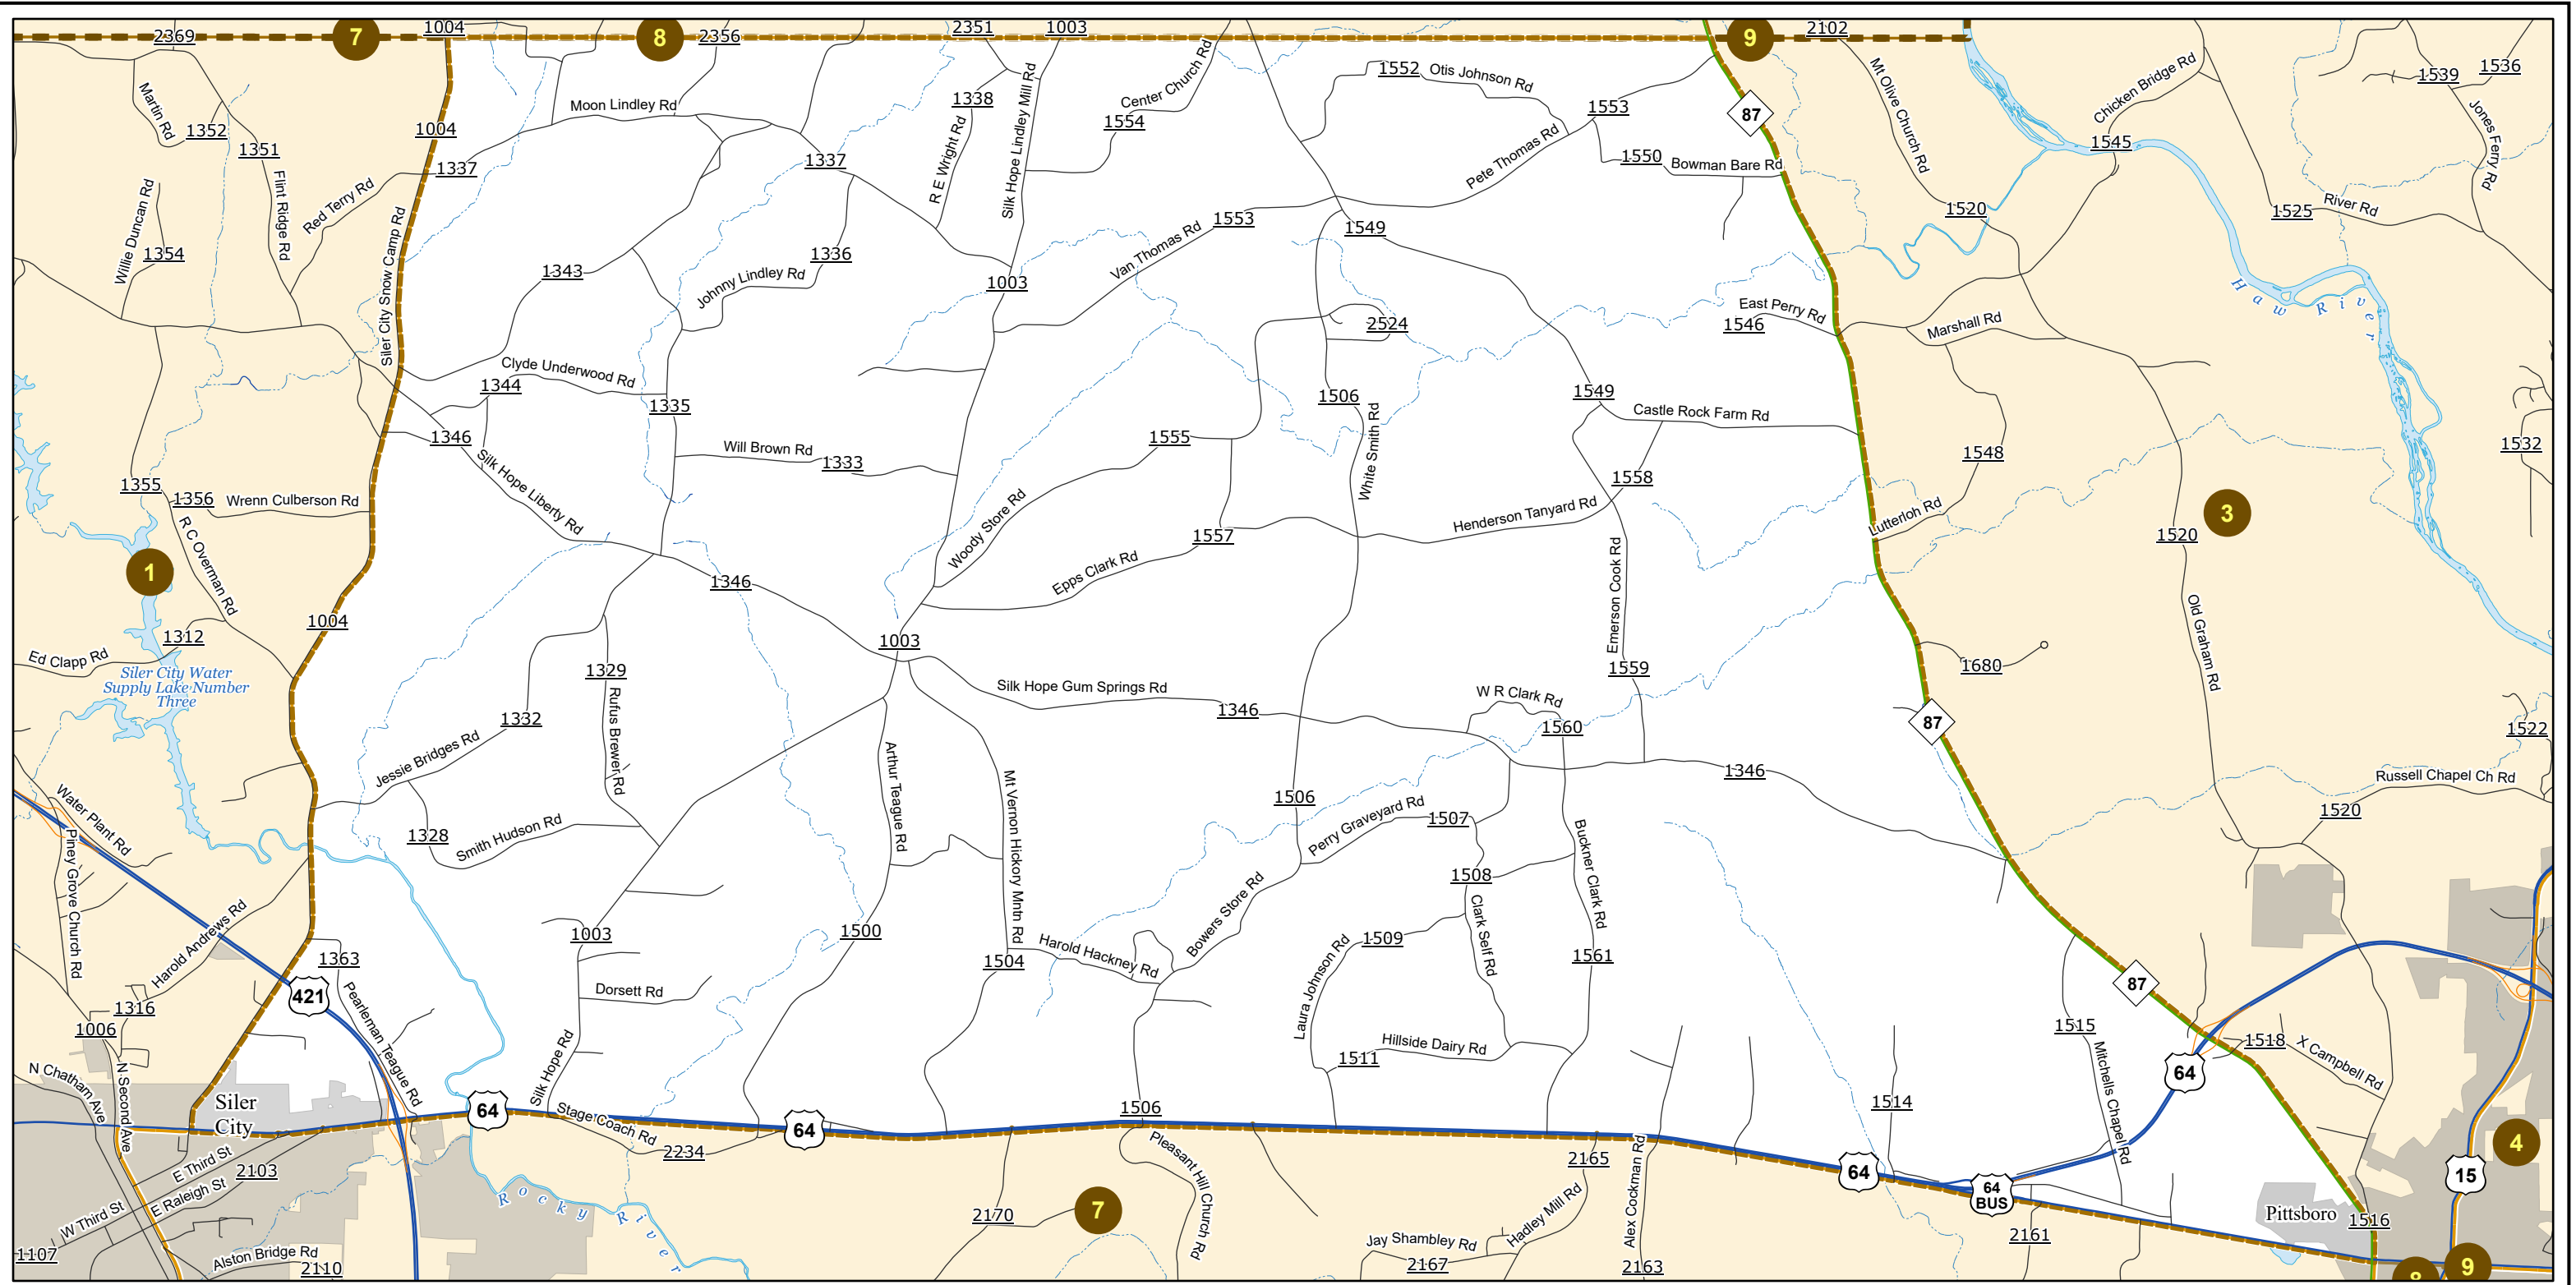 2369
7
1004
8
2356
2351
1003
9
2102
Martin Rd
1352
1351
Flint Ridge Rd
Willie Duncan Rd
1354
Red Terry Rd
1004
1337
Siler City Snow Camp Rd
Moon Lindley Rd
1337
1338
R E Wright Rd
Silk Hope Lindley Mill Rd
Center Church Rd
1554
1552
Otis Johnson Rd
1553
Pete Thomas Rd
1550
Bowman Bare Rd
87
Mt Olive Church Rd
Chicken Bridge Rd
1545
1539
1536
Jones Ferry Rd
1520
1525
River Rd
1343
Johnny Lindley Rd
1336
1003
Van Thomas Rd
1553
1549
2524
East Perry Rd
1546
Marshall Rd
Haw River
Clyde Underwood Rd
1344
1335
1346
Silk Hope Liberty Rd
Will Brown Rd
1333
1555
Woody Store Rd
1506
White Smith Rd
1549
Castle Rock Farm Rd
1558
Henderson Tanyard Rd
1548
Lutterloh Rd
1532
3
1520
1355
1356
Wrenn Culberson Rd
R C Overman Rd
1
1312
Ed Clapp Rd
Siler City Water
Supply Lake Number
Three
1004
1346
Epps Clark Rd
1557
Emerson Cook Rd
1559
Old Graham Rd
1680
87
1003
Silk Hope Gum Springs Rd
1346
W R Clark Rd
1560
1346
1522
Russell Chapel Ch Rd
1520
1329
Rufus Brewer Rd
1332
Jessie Bridges Rd
1328
Smith Hudson Rd
Arthur Teague Rd
Mt Vernon Hickory Mntn Rd
1506
Perry Graveyard Rd
1507
1508
Clark Self Rd
Buckner Clark Rd
1561
Water Plant Rd
Piney Grove Church Rd
Harold Andrews Rd
421
1363
Pearleman Teague Rd
1316
1006
1003
Dorsett Rd
Silk Hope Rd
1500
1504
Harold Hackney Rd
Bowers Store Rd
1509
Laura Johnson Rd
1511
Hillside Dairy Rd
1515
Mitchells Chapel Rd
87
64
1518
X Campbell Rd
N Chatham Ave
N Second Ave
Siler
City
64
Stage Coach Rd
2234
64
1506
Pleasant Hill Church Rd
1514
64
64
BUS
2165
Hadley Mill Rd
Alex Cockman Rd
4
15
Pittsboro
1516
W Third St
E Third St
2103
E Raleigh St
1107
Alston Bridge Rd
2110
Rocky River
2170
7
Jay Shambley Rd
2167
2163
2161
8
9